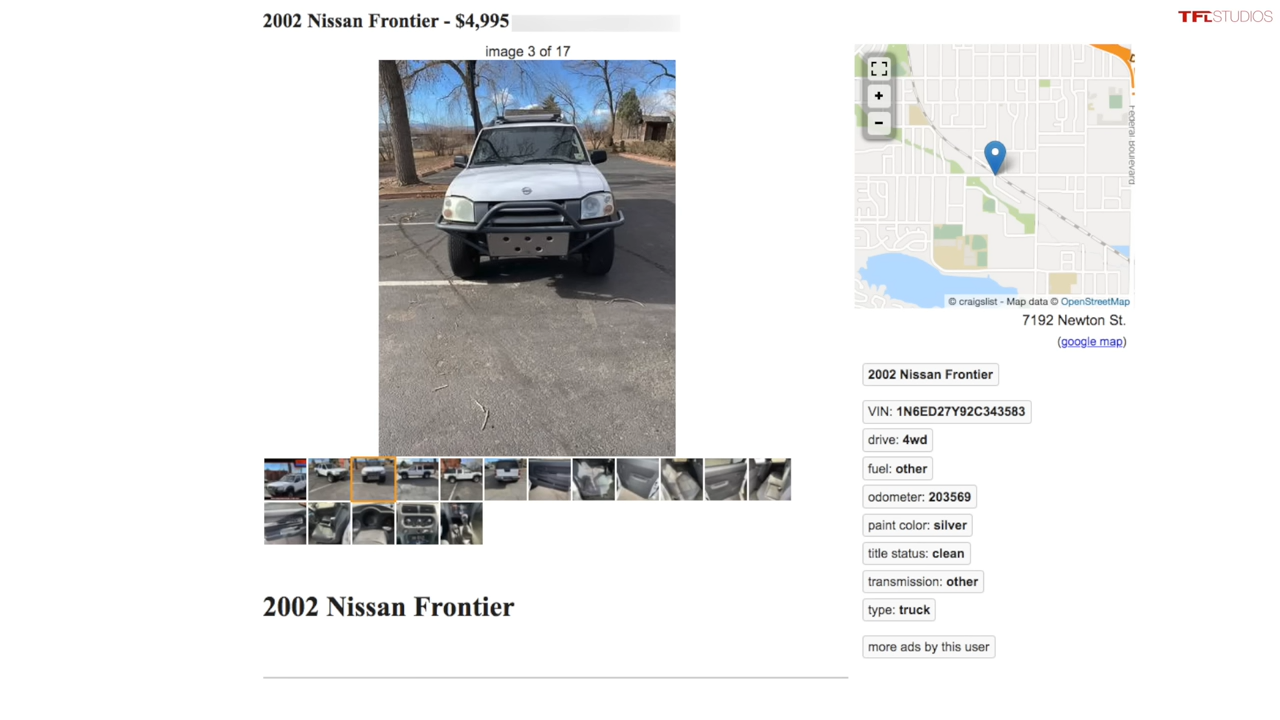 TFLSTUDIOS
2002 Nissan Frontier - $4,995
image 3 of 17
+
-
Federal Boulevard
© craigslist - Map data © OpenStreetMap
7192 Newton St.
(google map)
2002 Nissan Frontier
VIN: 1N6ED27Y92C343583
drive: 4wd
fuel: other
odometer: 203569
paint color: silver
title status: clean
transmission: other
type: truck
more ads by this user
2002 Nissan Frontier